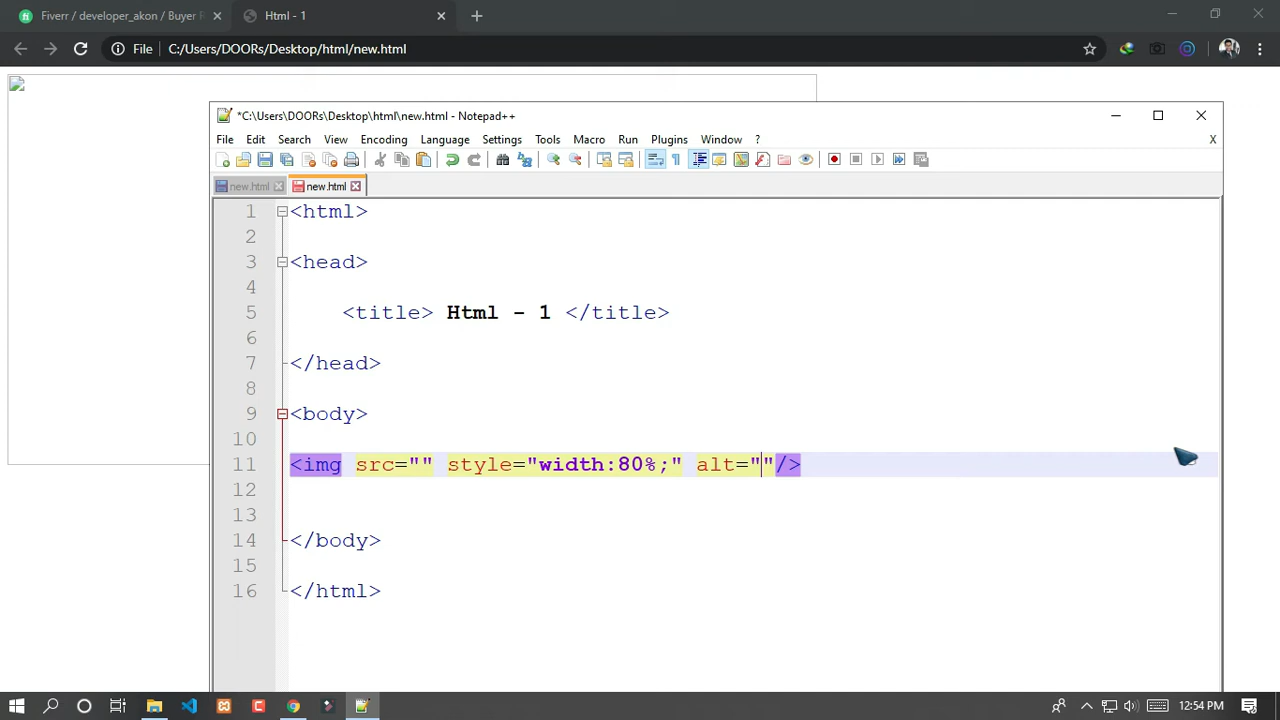 Fiverr / developer_akon / Buyer R
Html - 1
File C:/Users/DOORs/Desktop/html/new.html
*C:\Users\DOORs\Desktop\html\new.html - Notepad++
File Edit Search View Encoding Language Settings Tools Macro Run Plugins Window ? X
new.html new.html
1 <html>
2
3 <head>
4
5 <title> Html - 1 </title>
6
7 </head>
8
9 <body>
10
11 <img src="" style="width:80%;" alt=""/>
12
13
14 </body>
15
16 </html>
12:54 PM